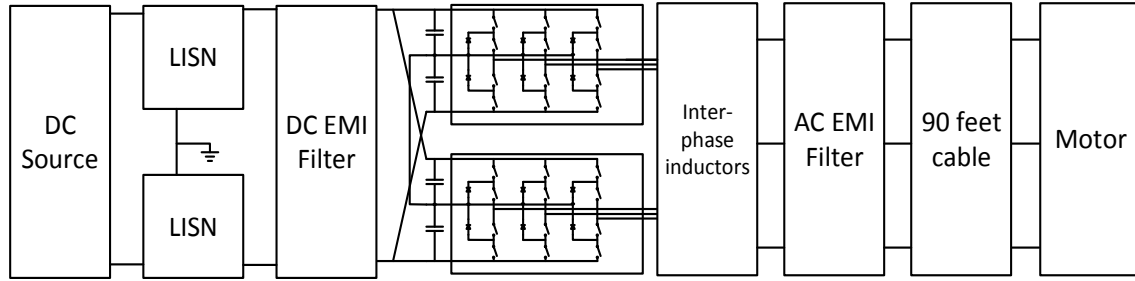 DC
Source
LISN
LISN
DC EMI
Filter
Inter-
phase
inductors
AC EMI
Filter
90 feet
cable
Motor